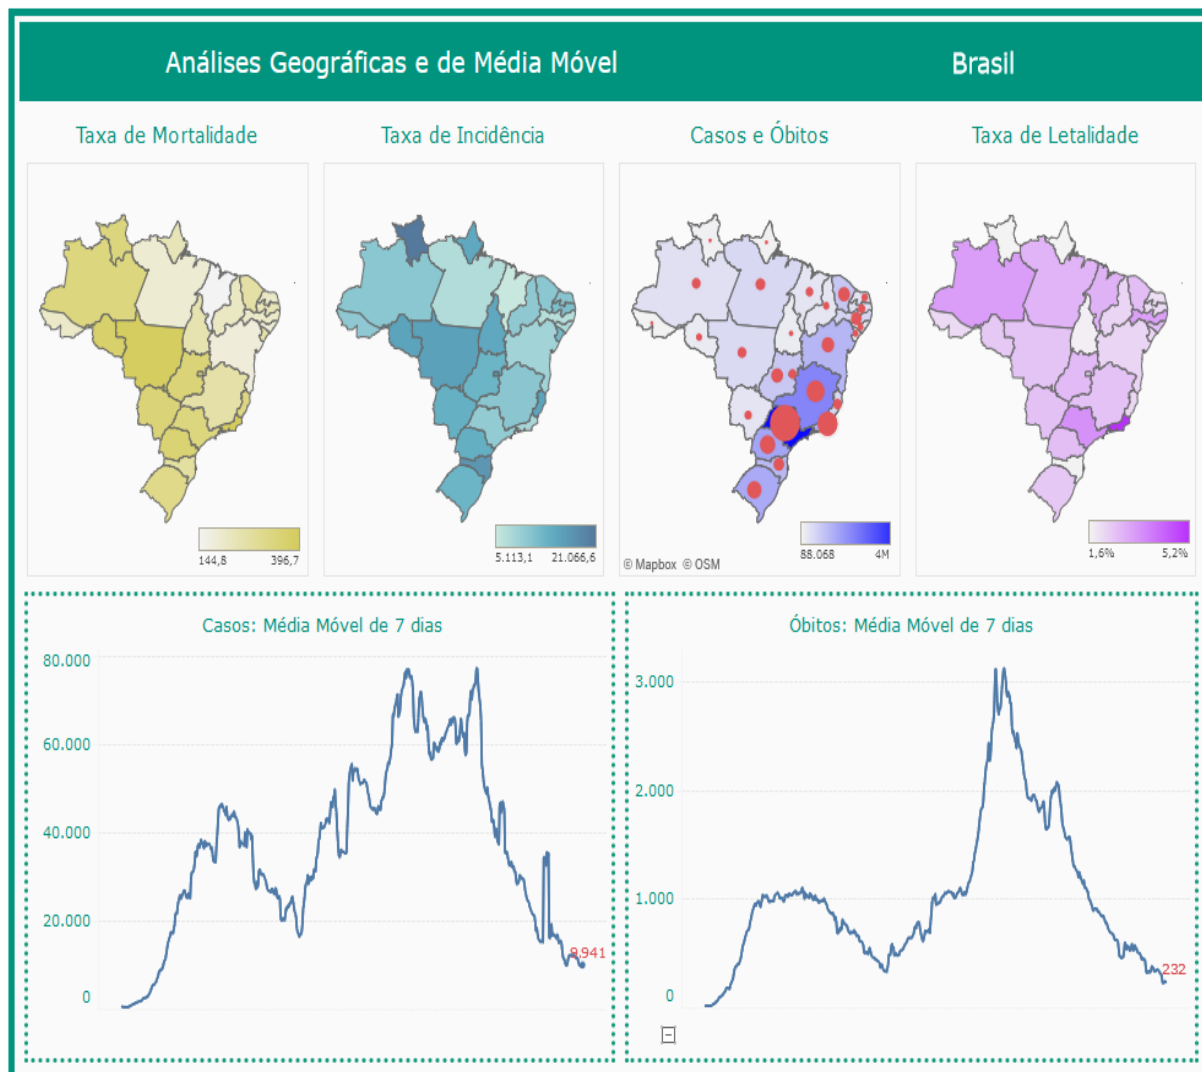 Análises Geográficas e de Média Móvel
Brasil
Taxa de Mortalidade
Taxa de Incidência
Casos e Óbitos
Taxa de Letalidade
144,8
396,7
5.113,1
21.066,6
© Mapbox © OSM
88.068
4M
1,6%
5,2%
Casos: Média Móvel de 7 dias
80.000
60.000
40.000
20.000
0
9.941
Óbitos: Média Móvel de 7 dias
3.000
2.000
1.000
0
232